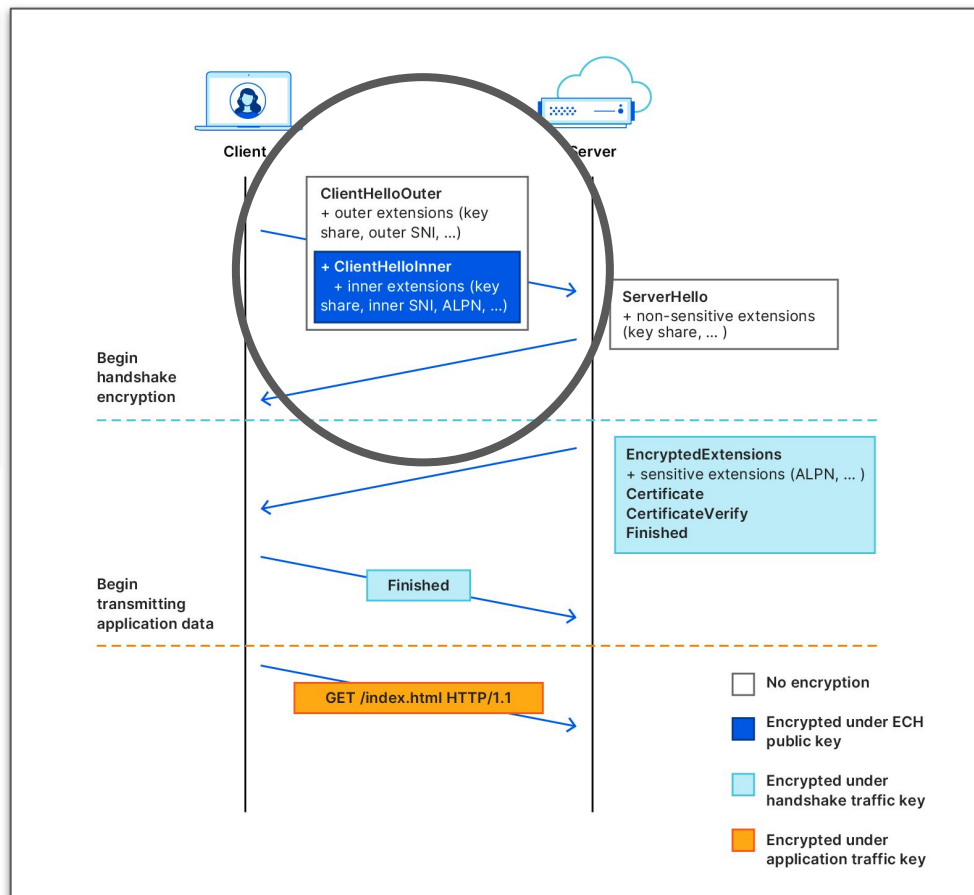 Client
Server
ClientHelloOuter
+ outer extensions (key
share, outer SNI, ...)
+ ClientHelloInner
+ inner extensions (key
share, inner SNI, ALPN, ...)
ServerHello
+ non-sensitive extensions
(key share, ... )
Begin
handshake
encryption
EncryptedExtensions
+ sensitive extensions (ALPN, ... )
Certificate
CertificateVerify
Finished
Finished
Begin
transmitting
application data
GET /index.html HTTP/1.1
No encryption
Encrypted under ECH
public key
Encrypted under
handshake traffic key
Encrypted under
application traffic key